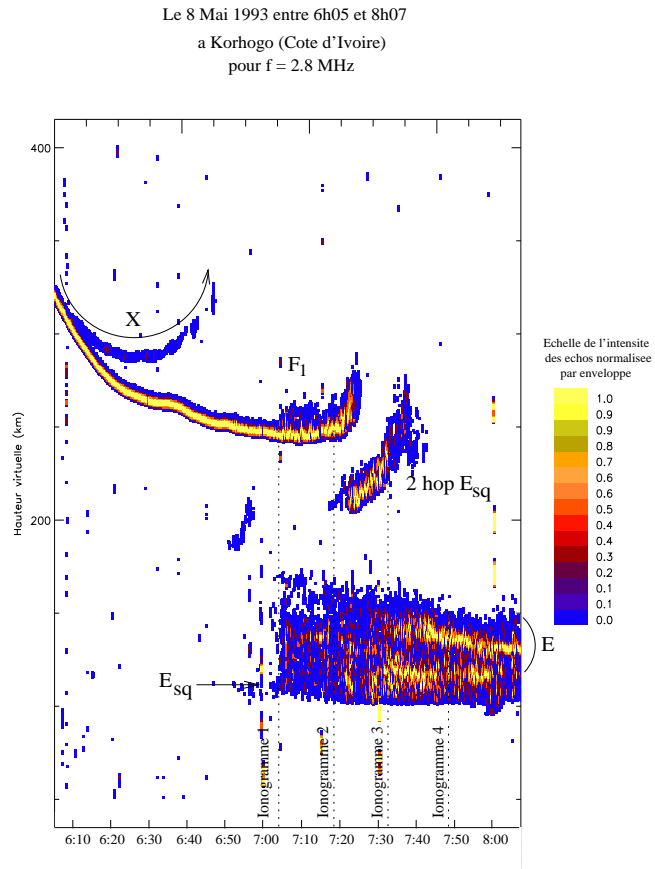 Le 8 Mai 1993 entre 6h05 et 8h07
a Korhogo (Cote d'Ivoire)
pour f = 2.8 MHz
400
X
F1
Echelle de l'intensite
des echos normalisee
par enveloppe
1.0
0.9
0.9
0.8
0.7
0.6
0.6
0.5
0.4
0.3
0.2
0.1
0.1
0.0
Hauteur virtuelle (km)
2 hop Esq
200
E
Esq
Ionogramme 1
Ionogramme 2
Ionogramme 3
Ionogramme 4
6:10 6:20 6:30 6:40 6:50 7:00 7:10 7:20 7:30 7:40 7:50 8:00